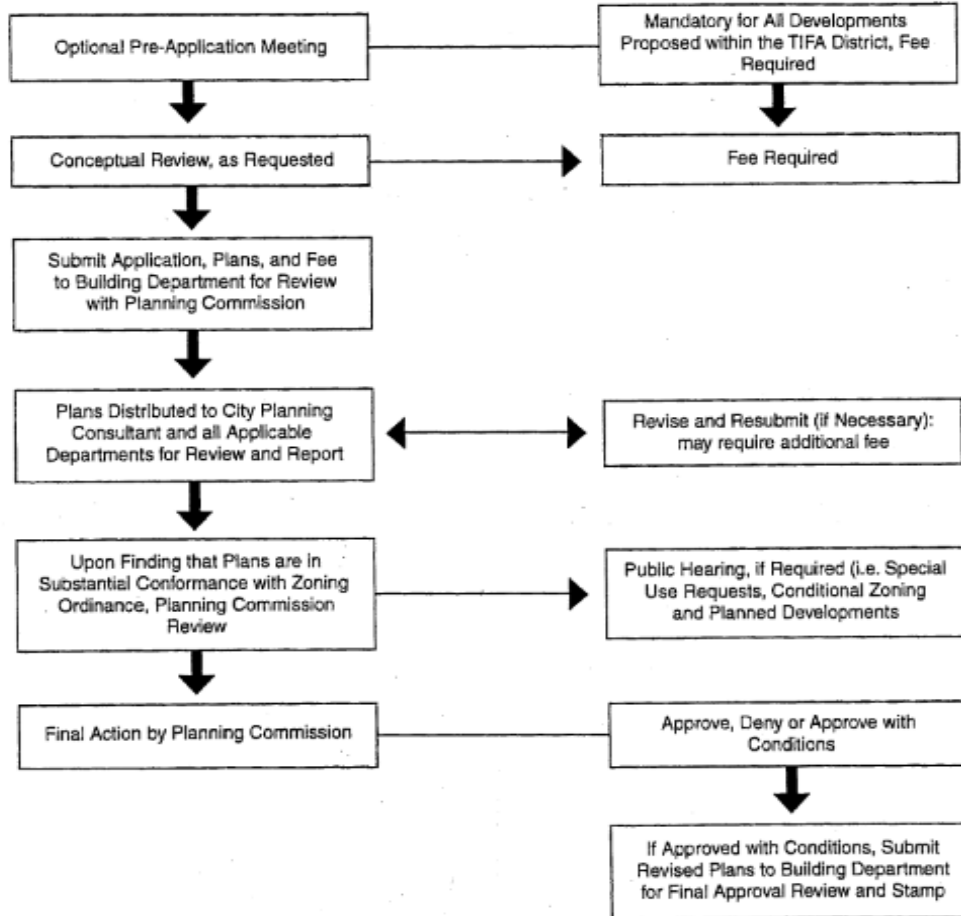 Optional Pre-Application Meeting
Mandatory for All Developments
Proposed within the TIFA District, Fee
Required
Conceptual Review, as Requested
Fee Required
Submit Application, Plans, and Fee
to Building Department for Review
with Planning Commission
Plans Distributed to City Planning
Consultant and all Applicable
Departments for Review and Report
Revise and Resubmit (if Necessary):
may require additional fee
Upon Finding that Plans are in
Substantial Conformance with Zoning
Ordinance, Planning Commission
Review
Public Hearing, if Required (i.e. Special
Use Requests, Conditional Zoning
and Planned Developments
Final Action by Planning Commission
Approve, Deny or Approve with
Conditions
If Approved with Conditions, Submit
Revised Plans to Building Department
for Final Approval Review and Stamp